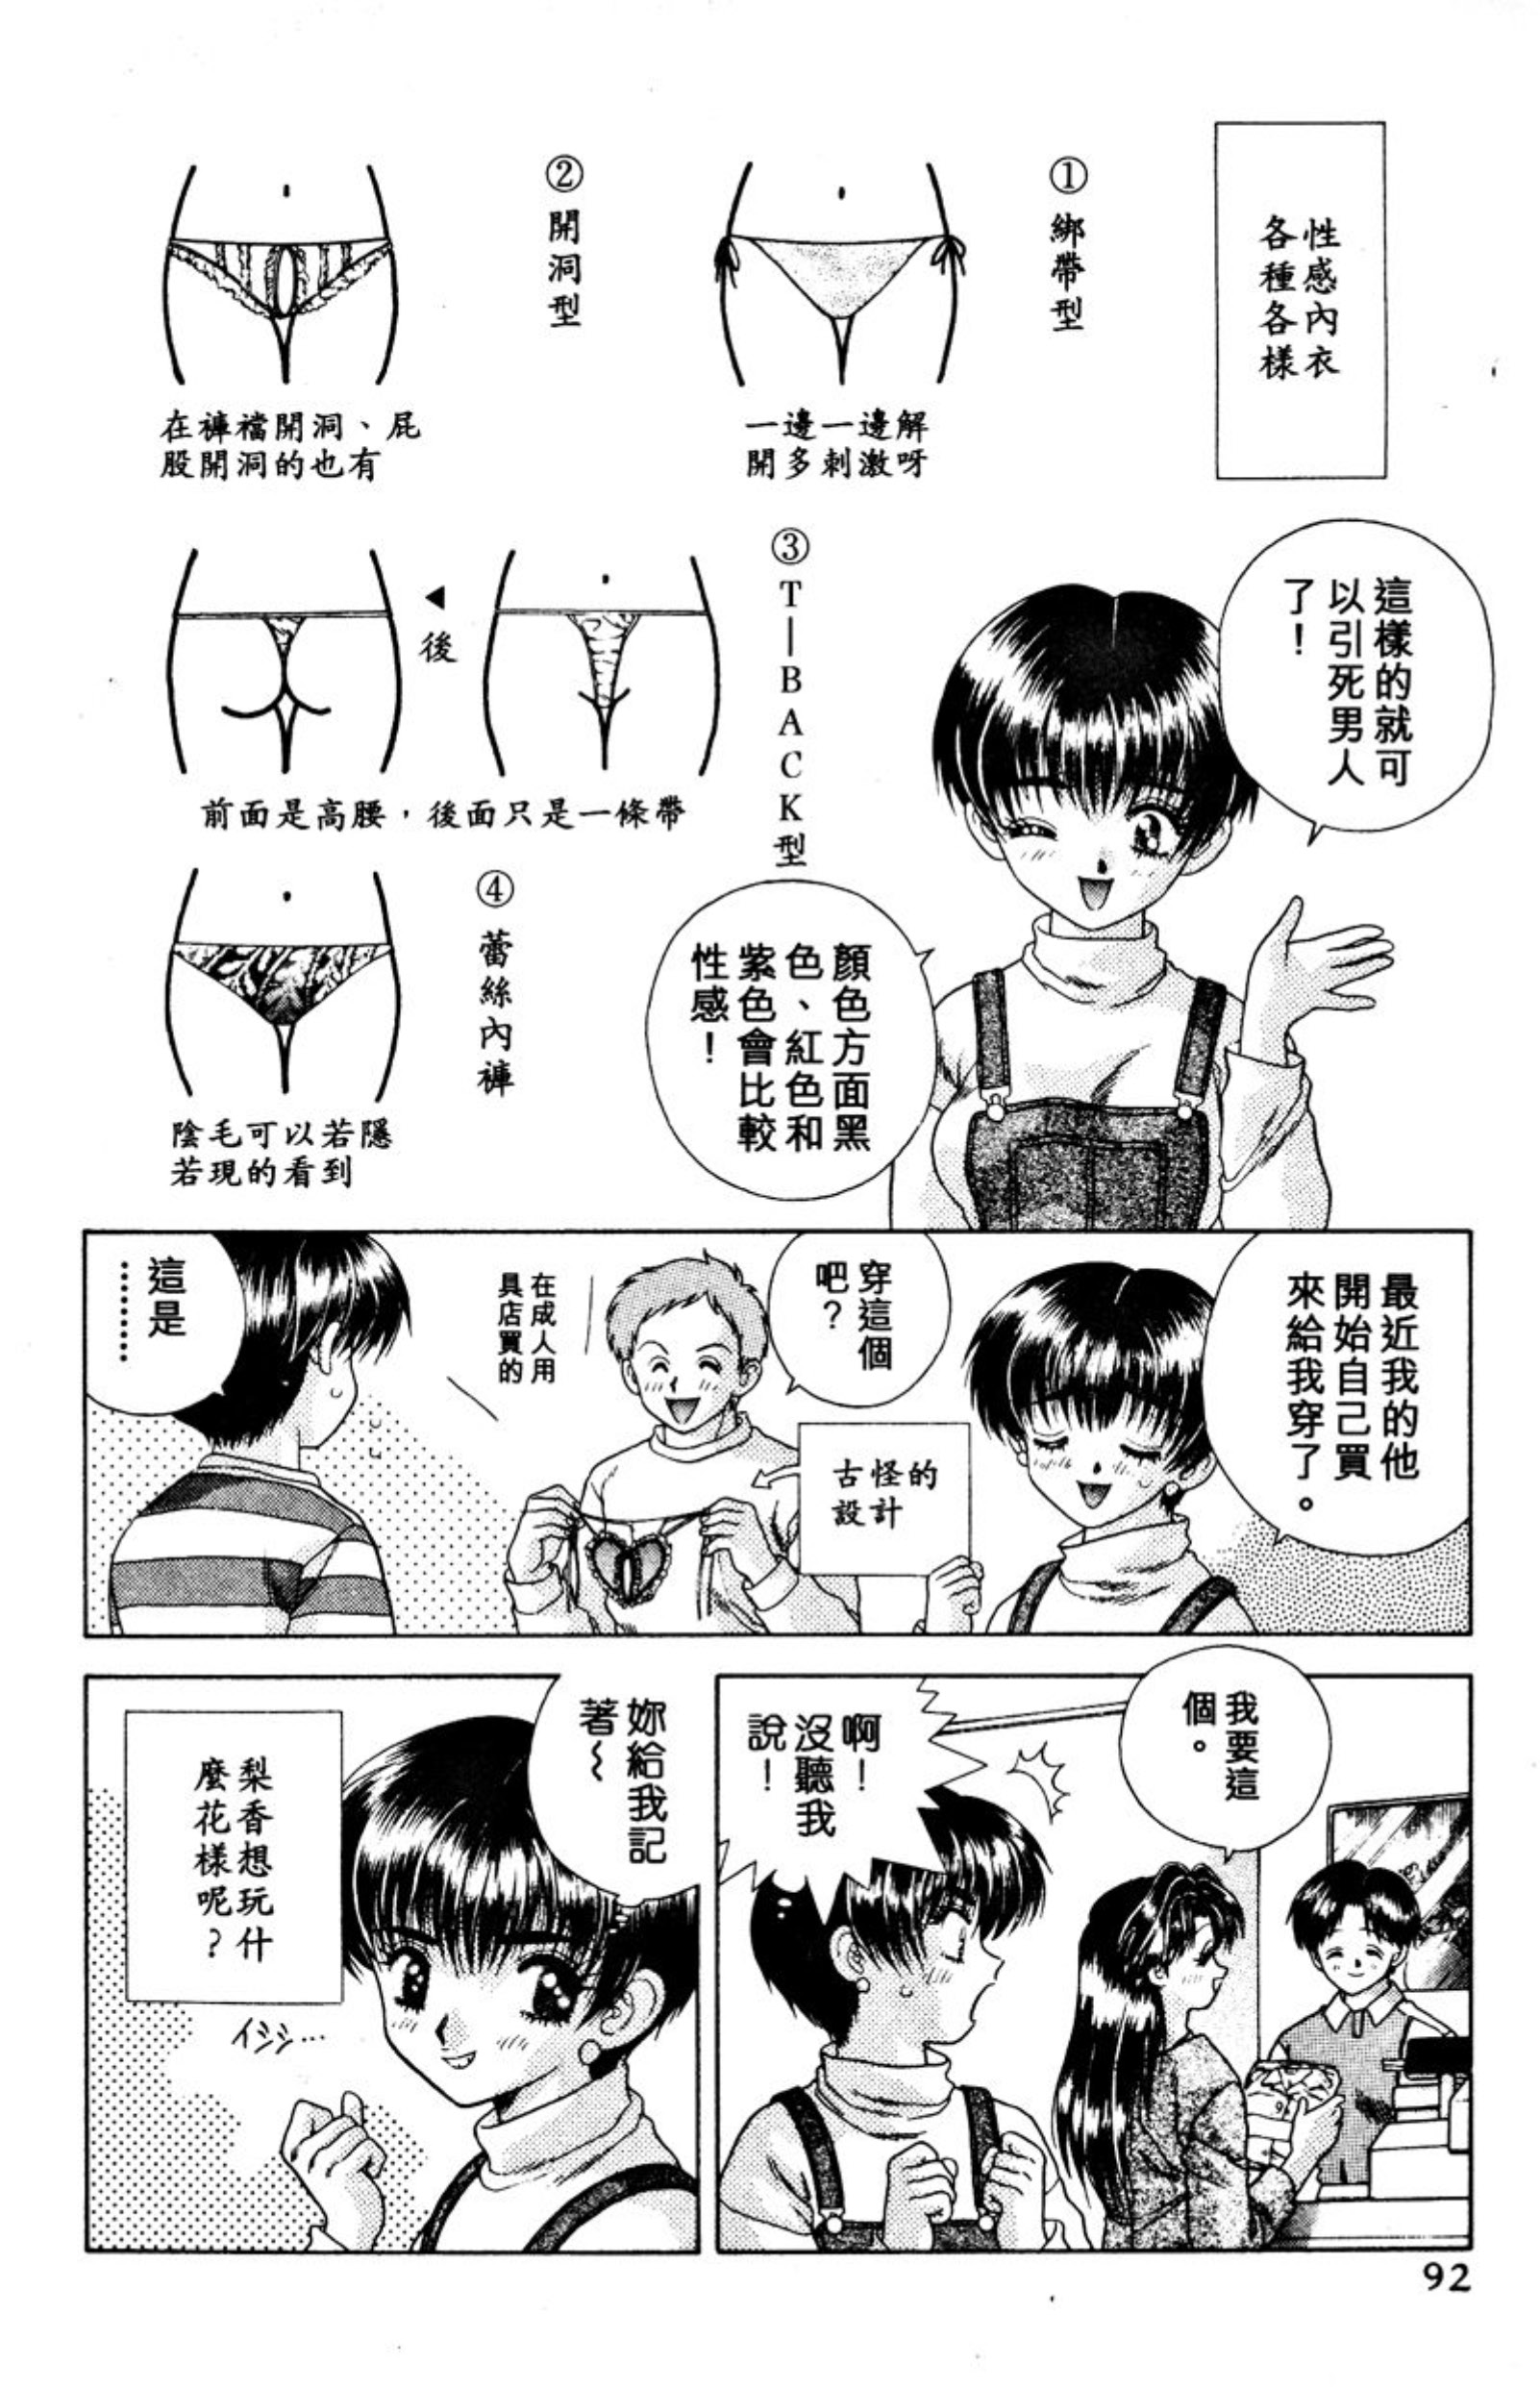 性感內衣
各種各樣
①綁帶型
一邊一邊解
開多刺激呀
②開洞型
在褲襠開洞、屁
股開洞的也有
這樣的就可
以引死男人
了！
③T—BACK型
後
前面是高腰，後面只是一條帶
顏色方面黑
色、紅色和
紫色會比較
性感！
④蕾絲內褲
陰毛可以若隱
若現的看到
最近我的他
開始自己買
來給我穿了。
古怪的
設計
穿這個
吧？
在成人用
具店買的
這是
………
我要這
個。
啊！
沒聽我
說！
妳給我記
著～
梨香想玩什
麼花樣呢？
イシシ…
92